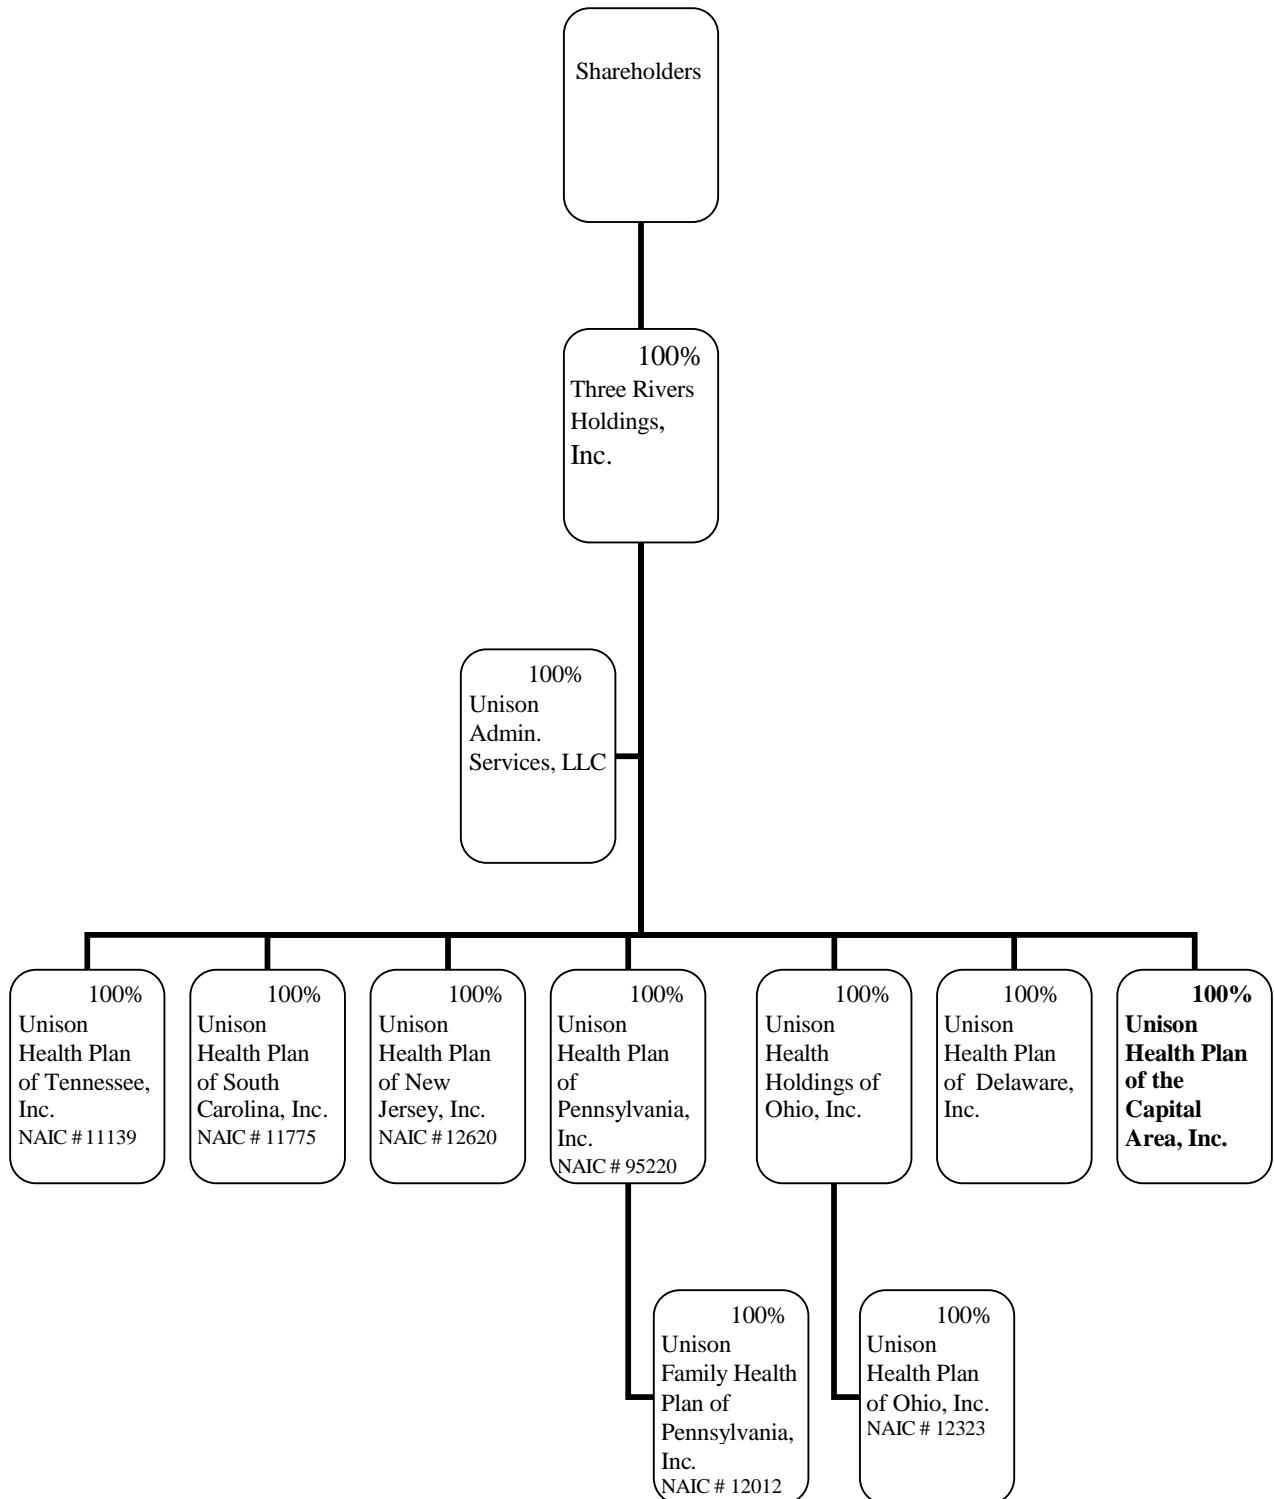 Shareholders
100%
Three Rivers
Holdings,
Inc.
100%
Unison
Admin.
Services, LLC
100%
Unison
Health Plan
of Tennessee,
Inc.
NAIC # 11139
100%
Unison
Health Plan
of South
Carolina, Inc.
NAIC # 11775
100%
Unison
Health Plan
of New
Jersey, Inc.
NAIC # 12620
100%
Unison
Health Plan
of
Pennsylvania,
Inc.
NAIC # 95220
100%
Unison
Health
Holdings of
Ohio, Inc.
100%
Unison
Health Plan
of Delaware,
Inc.
100%
Unison
Health Plan
of the
Capital
Area, Inc.
100%
Unison
Family Health
Plan of
Pennsylvania,
Inc.
NAIC # 12012
100%
Unison
Health Plan
of Ohio, Inc.
NAIC # 12323